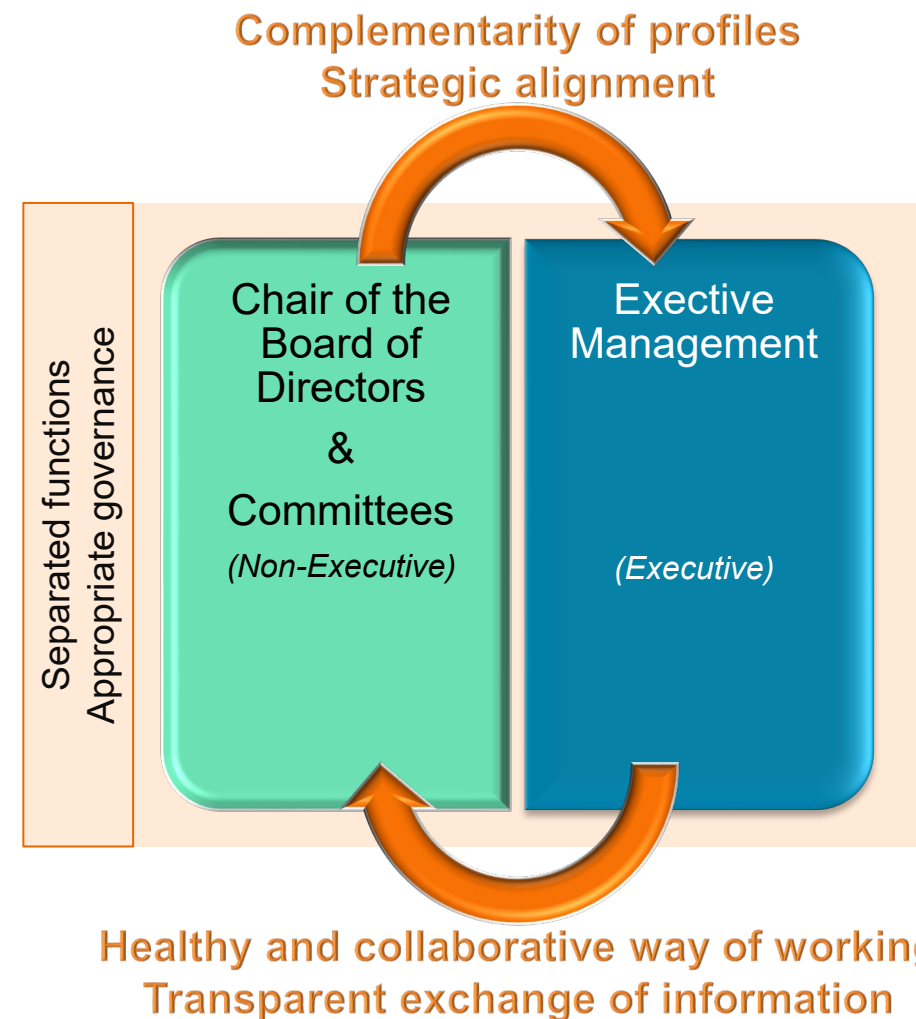 Complementarity of profiles
Strategic alignment
Separated functions
Appropriate governance
Chair of the
Board of
Directors
&
Committees
(Non-Executive)
Exective
Management
(Executive)
Healthy and collaborative way of working
Transparent exchange of information